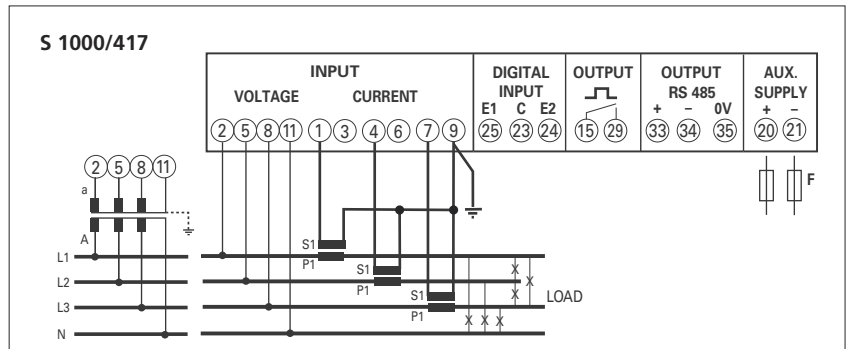 S 1000/417
INPUT
VOLTAGE CURRENT
DIGITAL
INPUT
E1 C E2
OUTPUT
OUTPUT
RS 485
+ – 0V
AUX.
SUPPLY
+ –
2 5 8 11 1 3 4 6 7 9 25 23 24 15 29 33 34 35 20 21
2 5 8 11
a
A
F
S1
P1
S1
P1
S1
P1
L1
L2
L3
N
X
X X
X
X X X
LOAD